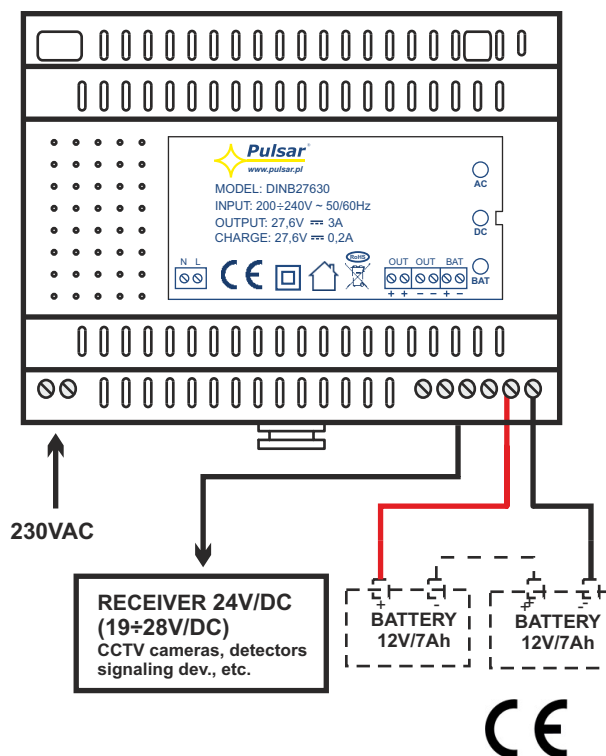 Pulsar®
www.pulsar.pl
MODEL: DINB27630
INPUT: 200÷240V ~ 50/60Hz
OUTPUT: 27,6V ⎓ 3A
CHARGE: 27,6V ⎓ 0,2A
AC
DC
BAT
N L
CE
RoHS
OUT OUT BAT
+ + − − + −
230VAC
RECEIVER 24V/DC
(19÷28V/DC)
CCTV cameras, detectors
signaling dev., etc.
+ -
BATTERY
12V/7Ah
+ -
BATTERY
12V/7Ah
CE